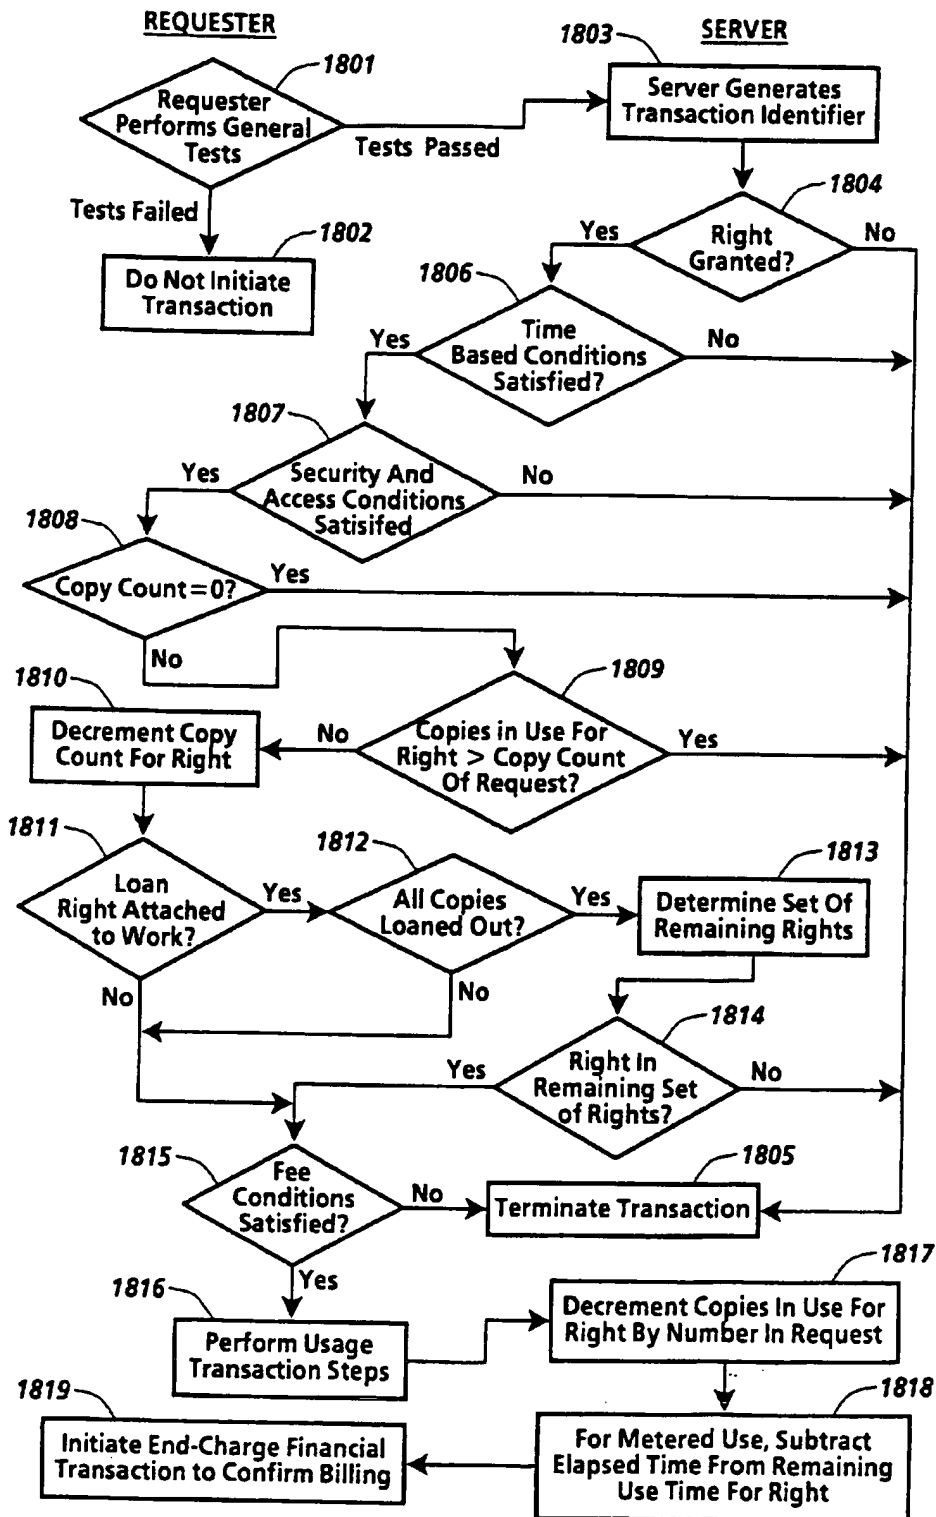 REQUESTER
SERVER
1801
1803
Requester
Performs General
Tests
Tests Passed
Server Generates
Transaction Identifier
Tests Failed
1802
Do Not Initiate
Transaction
1804
Right
Granted?
Yes
No
1806
Time
Based Conditions
Satisfied?
Yes
No
1807
Security And
Access Conditions
Satisifed
Yes
No
1808
Copy Count=0?
Yes
No
1809
Copies in Use For
Right > Copy Count
Of Request?
No
Yes
1810
Decrement Copy
Count For Right
1811
Loan
Right Attached
to Work?
Yes
No
1812
All Copies
Loaned Out?
Yes
No
1813
Determine Set Of
Remaining Rights
1814
Right In
Remaining Set
of Rights?
Yes
No
1815
Fee
Conditions
Satisfied?
No
Yes
1805
Terminate Transaction
1816
Perform Usage
Transaction Steps
1817
Decrement Copies In Use For
Right By Number In Request
1818
For Metered Use, Subtract
Elapsed Time From Remaining
Use Time For Right
1819
Initiate End-Charge Financial
Transaction to Confirm Billing